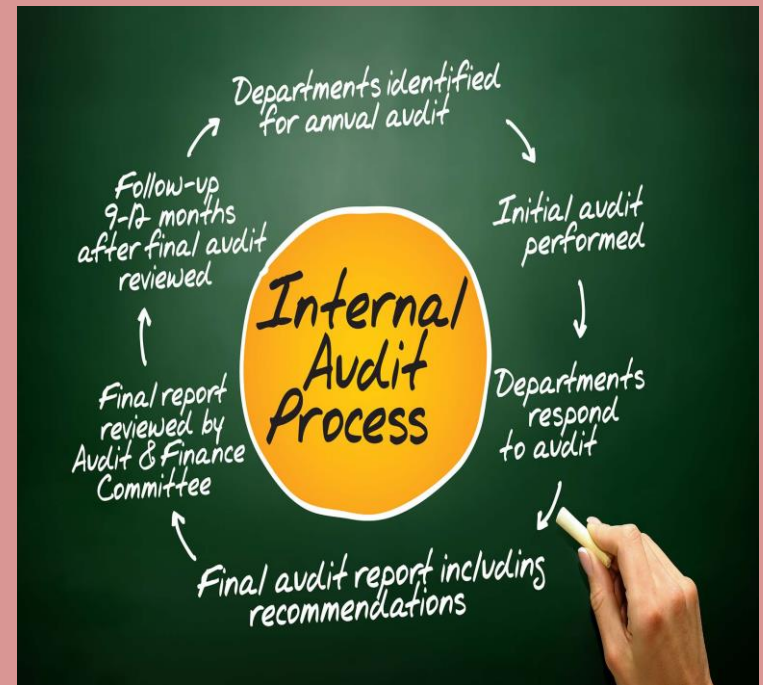 Departments identified
for annual audit
Initial audit
performed
Departments
respond
to audit
Final audit report including
recommendations
Final report
reviewed by
Audit & Finance
Committee
Follow-up
9-12 months
after final audit
reviewed
Internal
Audit
Process